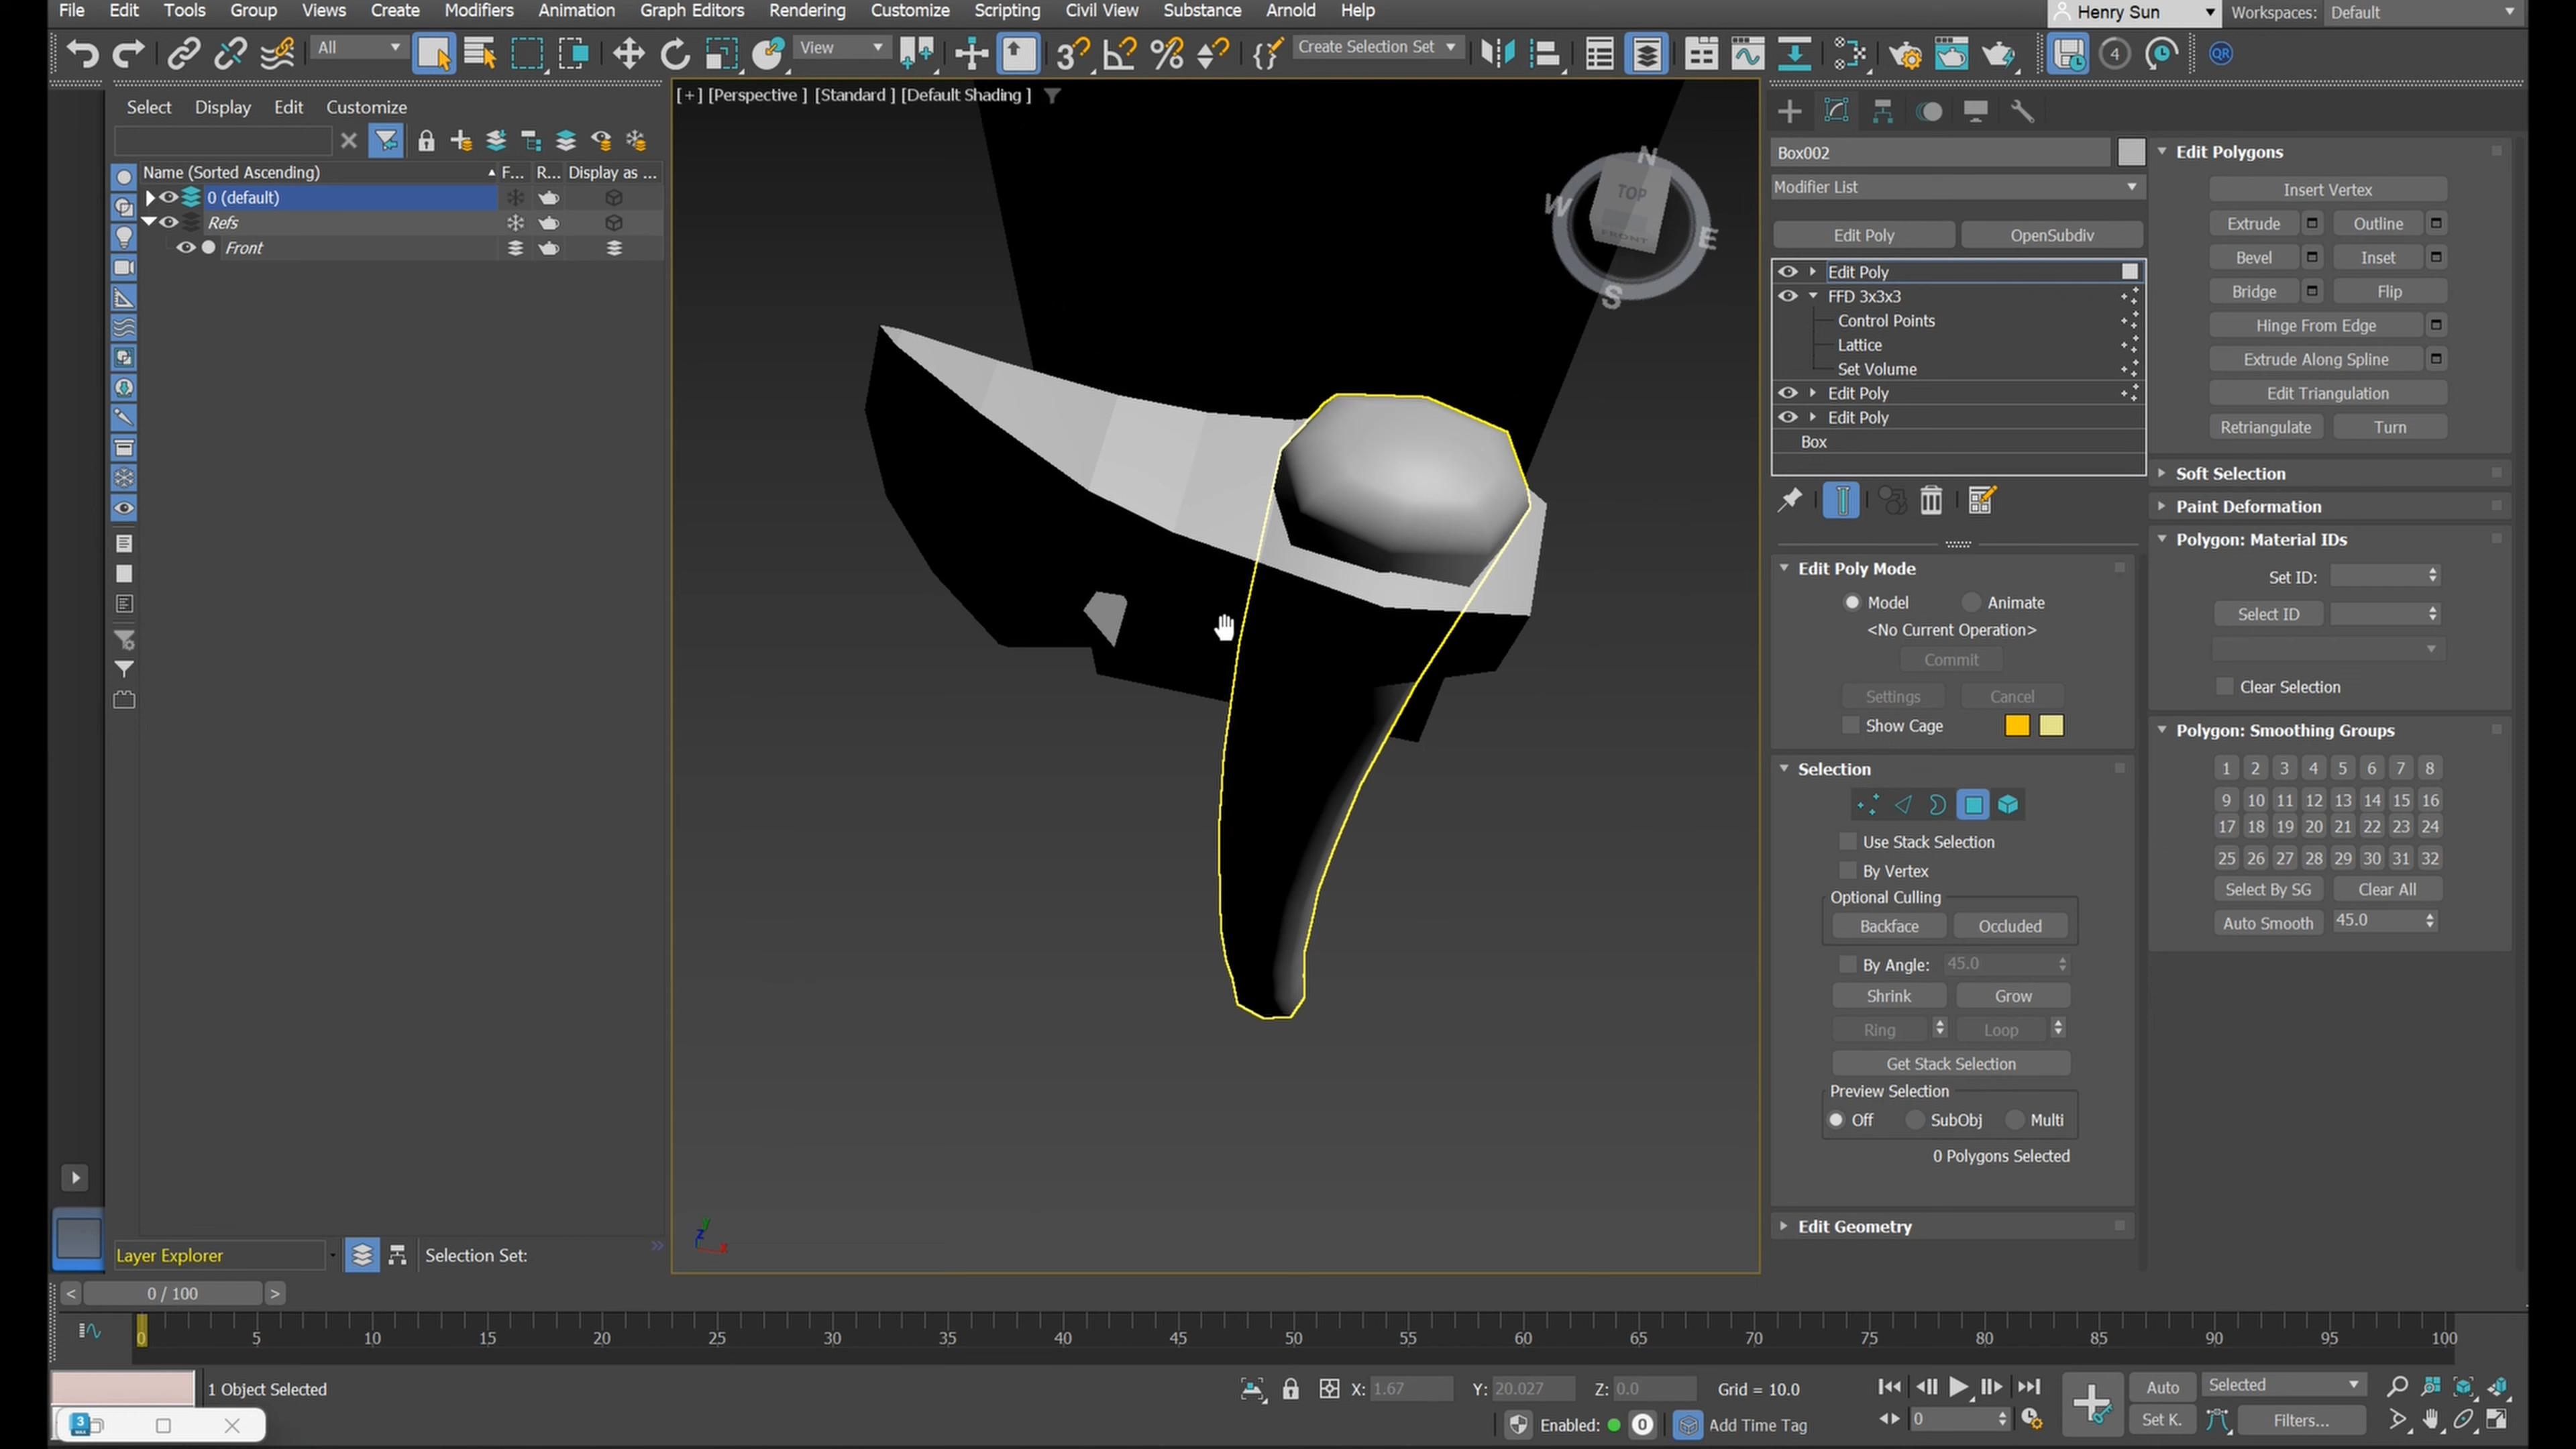 File Edit Tools Group Views Create Modifiers Animation Graph Editors Rendering Customize Scripting Civil View Substance Arnold Help
Henry Sun
Workspaces: Default
All
View
Create Selection Set
4
QR
Select Display Edit Customize
Name (Sorted Ascending) F... R... Display as ...
0 (default)
Refs
Front
Layer Explorer
Selection Set:
[+] [Perspective ] [Standard ] [Default Shading ]
N
W
E
S
TOP
FRONT
Box002
Modifier List
Edit Poly
OpenSubdiv
Edit Poly
FFD 3x3x3
Control Points
Lattice
Set Volume
Edit Poly
Edit Poly
Box
Edit Poly Mode
Model Animate
<No Current Operation>
Commit
Settings Cancel
Show Cage
Selection
Use Stack Selection
By Vertex
Optional Culling
Backface Occluded
By Angle: 45.0
Shrink Grow
Ring Loop
Get Stack Selection
Preview Selection
Off SubObj Multi
0 Polygons Selected
Edit Geometry
Edit Polygons
Insert Vertex
Extrude Outline
Bevel Inset
Bridge Flip
Hinge From Edge
Extrude Along Spline
Edit Triangulation
Retriangulate Turn
Soft Selection
Paint Deformation
Polygon: Material IDs
Set ID:
Select ID
Clear Selection
Polygon: Smoothing Groups
1 2 3 4 5 6 7 8
9 10 11 12 13 14 15 16
17 18 19 20 21 22 23 24
25 26 27 28 29 30 31 32
Select By SG Clear All
Auto Smooth 45.0
< 0 / 100 >
0 5 10 15 20 25 30 35 40 45 50 55 60 65 70 75 80 85 90 95 100
1 Object Selected
X: 1.67 Y: 20.027 Z: 0.0 Grid = 10.0
Enabled: 0 Add Time Tag
0
Auto Selected
Set K. Filters...